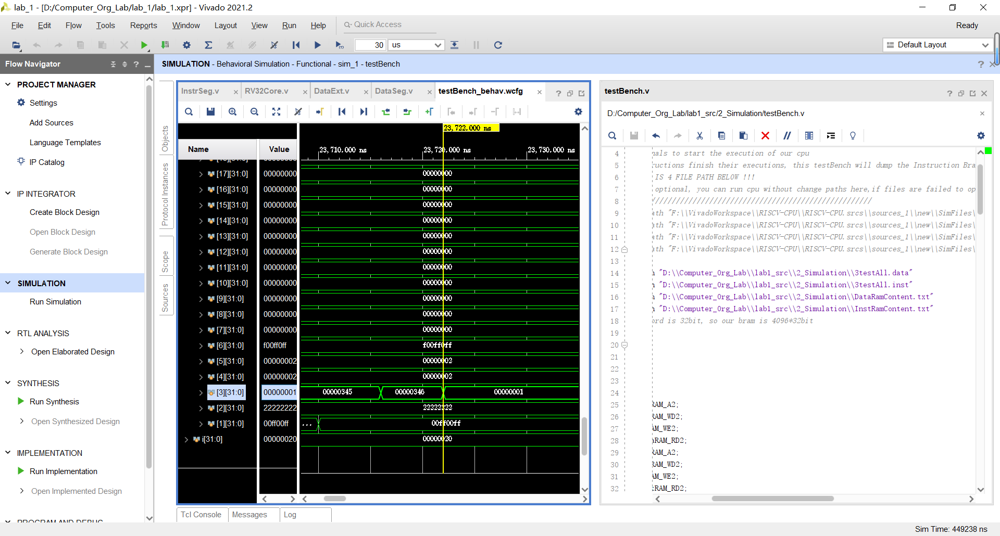 lab_1 - [D:/Computer_Org_Lab/lab_1/lab_1.xpr] - Vivado 2021.2
File Edit Flow Tools Reports Window Layout View Run Help Quick Access Ready
30 us Default Layout
Flow Navigator
SIMULATION - Behavioral Simulation - Functional - sim_1 - testBench
PROJECT MANAGER
Settings
Add Sources
Language Templates
IP Catalog
IP INTEGRATOR
Create Block Design
Open Block Design
Generate Block Design
SIMULATION
Run Simulation
RTL ANALYSIS
Open Elaborated Design
SYNTHESIS
Run Synthesis
Open Synthesized Design
IMPLEMENTATION
Run Implementation
Open Implemented Design
PROGRAM AND DEBUG
Objects
Protocol Instances
Scope
Sources
InstrSeg.v RV32Core.v DataExt.v DataSeg.v testBench_behav.wcfg
23,722.000 ns
Name Value 23,710.000 ns 23,720.000 ns 23,730.000 ns
[17][31:0] 00000000 00000000
[16][31:0] 00000000 00000000
[15][31:0] 00000000 00000000
[14][31:0] 00000000 00000000
[13][31:0] 00000000 00000000
[12][31:0] 00000000 00000000
[11][31:0] 00000000 00000000
[10][31:0] 00000000 00000000
[9][31:0] 00000000 00000000
[8][31:0] 00000000 00000000
[7][31:0] 00000000 00000000
[6][31:0] f00ff0ff f00ff0ff
[5][31:0] 00000002 00000002
[4][31:0] 00000002 00000002
[3][31:0] 00000001 00000345 00000346 00000001
[2][31:0] 22222222 22222222
[1][31:0] 00ff00ff ... 00ff00ff
i[31:0] 00000020 00000020
Tcl Console Messages Log
testBench.v
D:/Computer_Org_Lab/lab1_src/2_Simulation/testBench.v
4 nals to start the execution of our cpu
5 ructions finish their executions, this testBench will dump the Instruction Bra
6 IS 4 FILE PATH BELOW !!!
7 optional, you can run cpu without change paths here,if files are failed to op
8 //////////////////////////////////////////////////////
9 ath "F:\\VivadoWorkspace\\RISCV-CPU\\RISCV-CPU.srcs\\sources_1\\new\\SimFiles\
10 ath "F:\\VivadoWorkspace\\RISCV-CPU\\RISCV-CPU.srcs\\sources_1\\new\\SimFiles\
11 ath "F:\\VivadoWorkspace\\RISCV-CPU\\RISCV-CPU.srcs\\sources_1\\new\\SimFiles\
12 ath "F:\\VivadoWorkspace\\RISCV-CPU\\RISCV-CPU.srcs\\sources_1\\new\\SimFiles\
13
14 "D:\\Computer_Org_Lab\\lab1_src\\2_Simulation\\3testAll.data"
15 "D:\\Computer_Org_Lab\\lab1_src\\2_Simulation\\3testAll.inst"
16 "D:\\Computer_Org_Lab\\lab1_src\\2_Simulation\\DataRamContent.txt"
17 "D:\\Computer_Org_Lab\\lab1_src\\2_Simulation\\InstRamContent.txt"
18 ord is 32bit, so our bram is 4096*32bit
19
20
21
22
23
24
25 RAM_A2;
26 RAM_WD2;
27 AM_WE2;
28 aRAM_RD2;
29 RAM_A2;
30 RAM_WD2;
31 AM_WE2;
32 tRAM_RD2;
Sim Time: 449238 ns